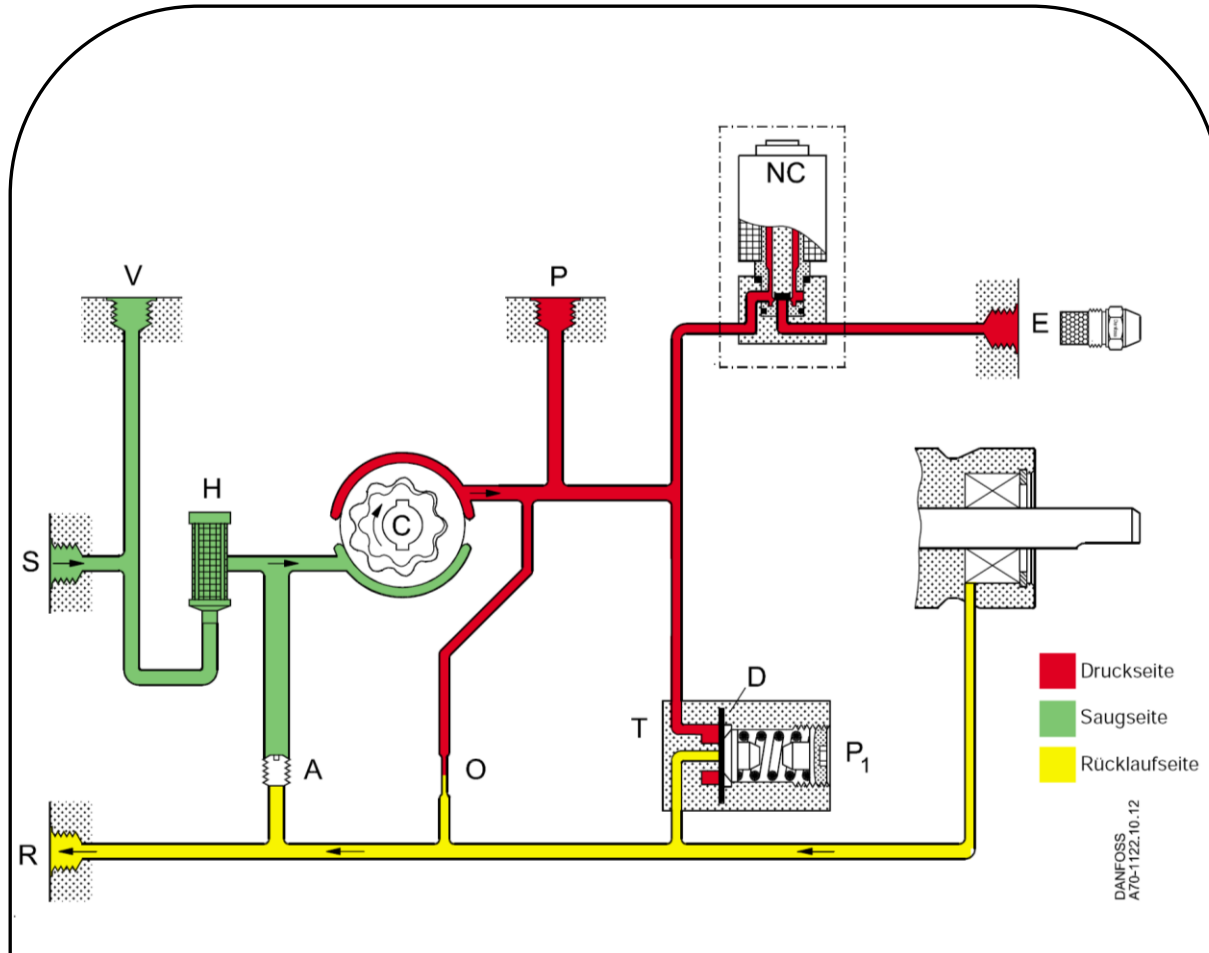 NC
V
P
E
H
C
S
D
T
P₁
A
O
R
Druckseite
Saugseite
Rücklaufseite
DANFOSS
A70-1122.10.12